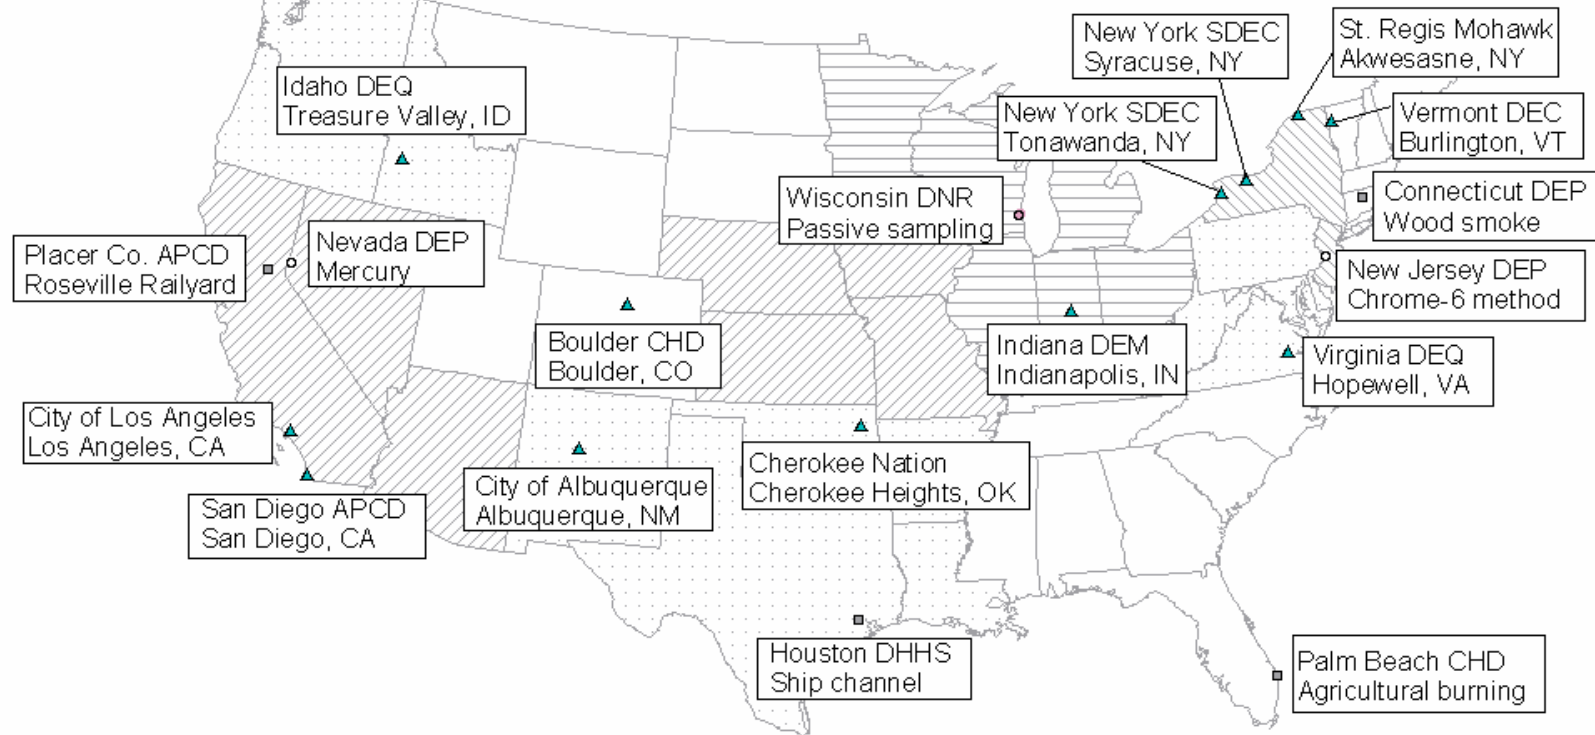 New York SDEC
Syracuse, NY
St. Regis Mohawk
Akwesasne, NY
Idaho DEQ
Treasure Valley, ID
New York SDEC
Tonawanda, NY
Vermont DEC
Burlington, VT
Wisconsin DNR
Passive sampling
Connecticut DEP
Wood smoke
Placer Co. APCD
Roseville Railyard
Nevada DEP
Mercury
New Jersey DEP
Chrome-6 method
Boulder CHD
Boulder, CO
Indiana DEM
Indianapolis, IN
Virginia DEQ
Hopewell, VA
City of Los Angeles
Los Angeles, CA
Cherokee Nation
Cherokee Heights, OK
City of Albuquerque
Albuquerque, NM
San Diego APCD
San Diego, CA
Houston DHHS
Ship channel
Palm Beach CHD
Agricultural burning